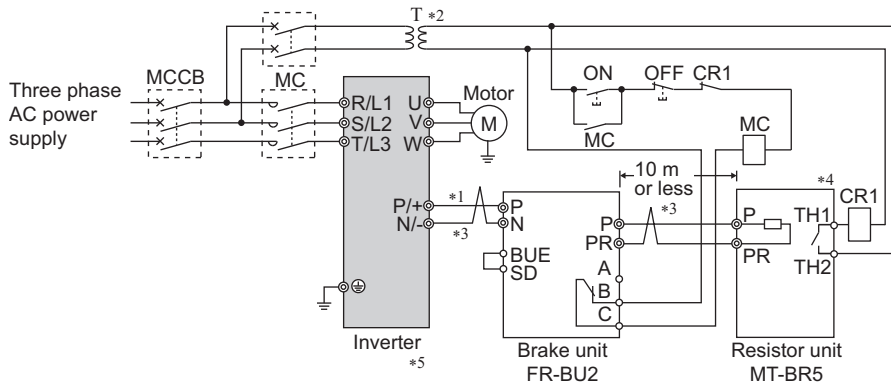 T *2
MCCB
MC
Three phase
AC power
supply
R/L1
S/L2
T/L3
U
V
W
Motor
M
ON
OFF
CR1
MC
MC
10 m
or less
*4
CR1
P/+
N/-
*1
*3
P
N
BUE
SD
P
PR
A
B
C
*3
P
PR
TH1
TH2
Inverter
*5
Brake unit
FR-BU2
Resistor unit
MT-BR5